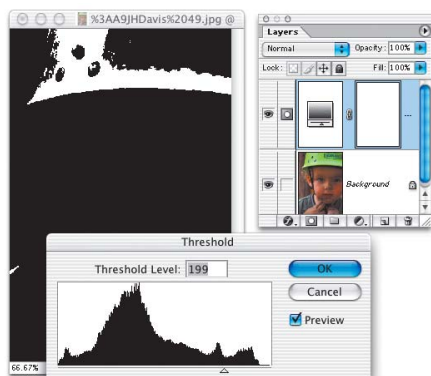 %3AA9JHDavis%2049.jpg @
66.67%
Layers
Normal Opacity: 100%
Lock: Fill: 100%
...
Background
Threshold
Threshold Level: 199
OK
Cancel
Preview